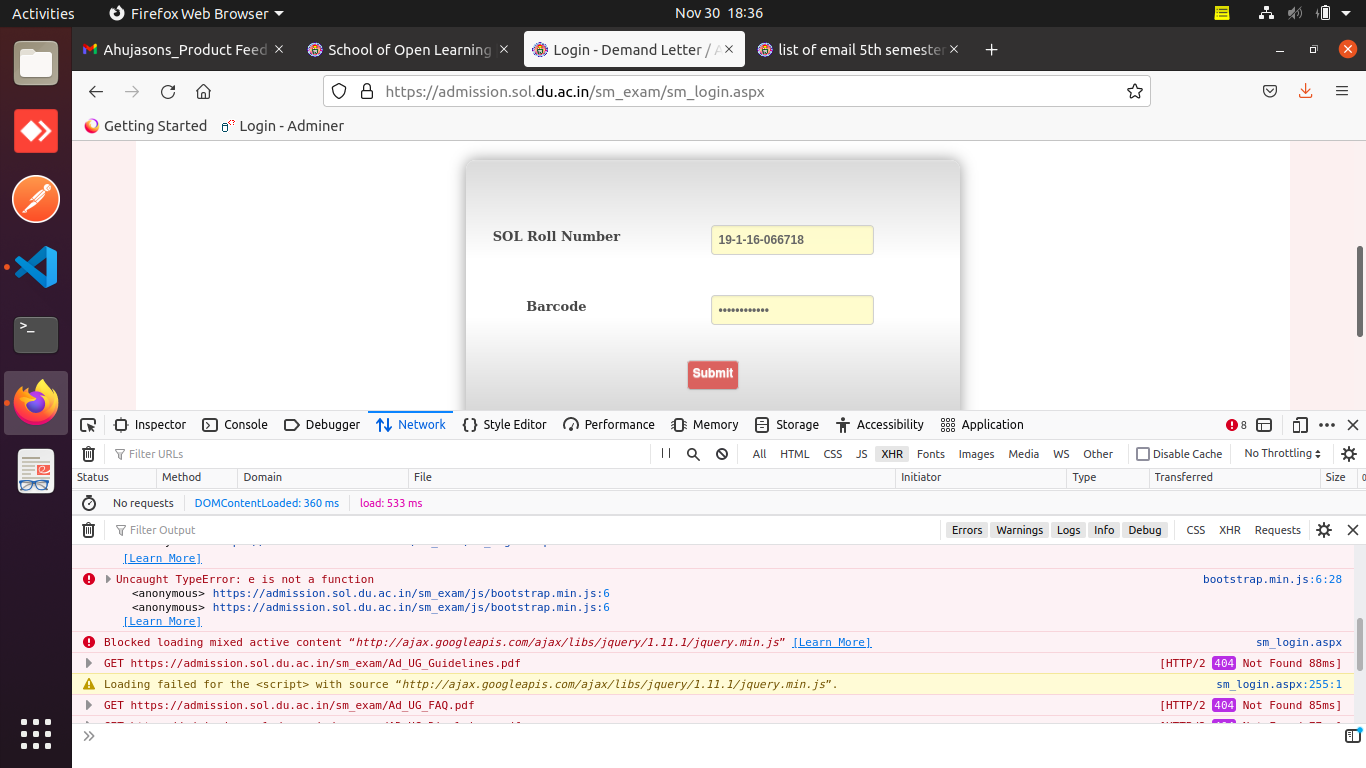 Activities Firefox Web Browser Nov 30 18:36
Ahujasons_Product Feed School of Open Learning Login - Demand Letter / A list of email 5th semester
https://admission.sol.du.ac.in/sm_exam/sm_login.aspx
Getting Started Login - Adminer
SOL Roll Number 19-1-16-066718
Barcode ••••••••••••
Submit
Inspector Console Debugger Network Style Editor Performance Memory Storage Accessibility Application 8
Filter URLs All HTML CSS JS XHR Fonts Images Media WS Other Disable Cache No Throttling
Status Method Domain File Initiator Type Transferred Size
No requests DOMContentLoaded: 360 ms load: 533 ms
Filter Output Errors Warnings Logs Info Debug CSS XHR Requests
[Learn More]
Uncaught TypeError: e is not a function bootstrap.min.js:6:28
<anonymous> https://admission.sol.du.ac.in/sm_exam/js/bootstrap.min.js:6
<anonymous> https://admission.sol.du.ac.in/sm_exam/js/bootstrap.min.js:6
[Learn More]
Blocked loading mixed active content “http://ajax.googleapis.com/ajax/libs/jquery/1.11.1/jquery.min.js” [Learn More] sm_login.aspx
GET https://admission.sol.du.ac.in/sm_exam/Ad_UG_Guidelines.pdf [HTTP/2 404 Not Found 88ms]
Loading failed for the <script> with source “http://ajax.googleapis.com/ajax/libs/jquery/1.11.1/jquery.min.js”. sm_login.aspx:255:1
GET https://admission.sol.du.ac.in/sm_exam/Ad_UG_FAQ.pdf [HTTP/2 404 Not Found 85ms]